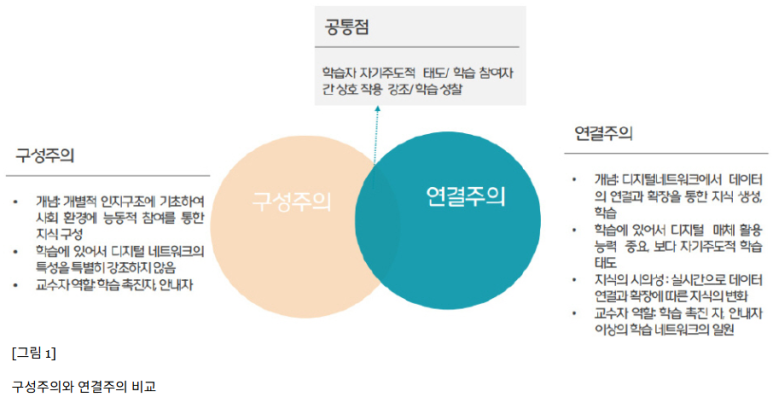 공통점
학습자 자기주도적 태도/ 학습 참여자
간 상호 작용 강조/ 학습 성찰
구성주의
• 개념: 개별적 인지구조에 기초하여
사회 환경에 능동적 참여를 통한
지식 구성
• 학습에 있어서 디지털 네트워크의
특성을 특별히 강조하지 않음
• 교수자 역할: 학습 촉진자, 안내자
구성주의
연결주의
연결주의
• 개념: 디지털네트워크에서 데이터
의 연결과 확장을 통한 지식 생성,
학습
• 학습에 있어서 디지털 매체 활용
능력 중요, 보다 자기주도적 학습
태도
• 지식의 시의성 : 실시간으로 데이터
연결과 확장에 따른 지식의 변화
• 교수자 역할: 학습 촉진 자, 안내자
이상의 학습 네트워크의 일원
[그림 1]
구성주의와 연결주의 비교